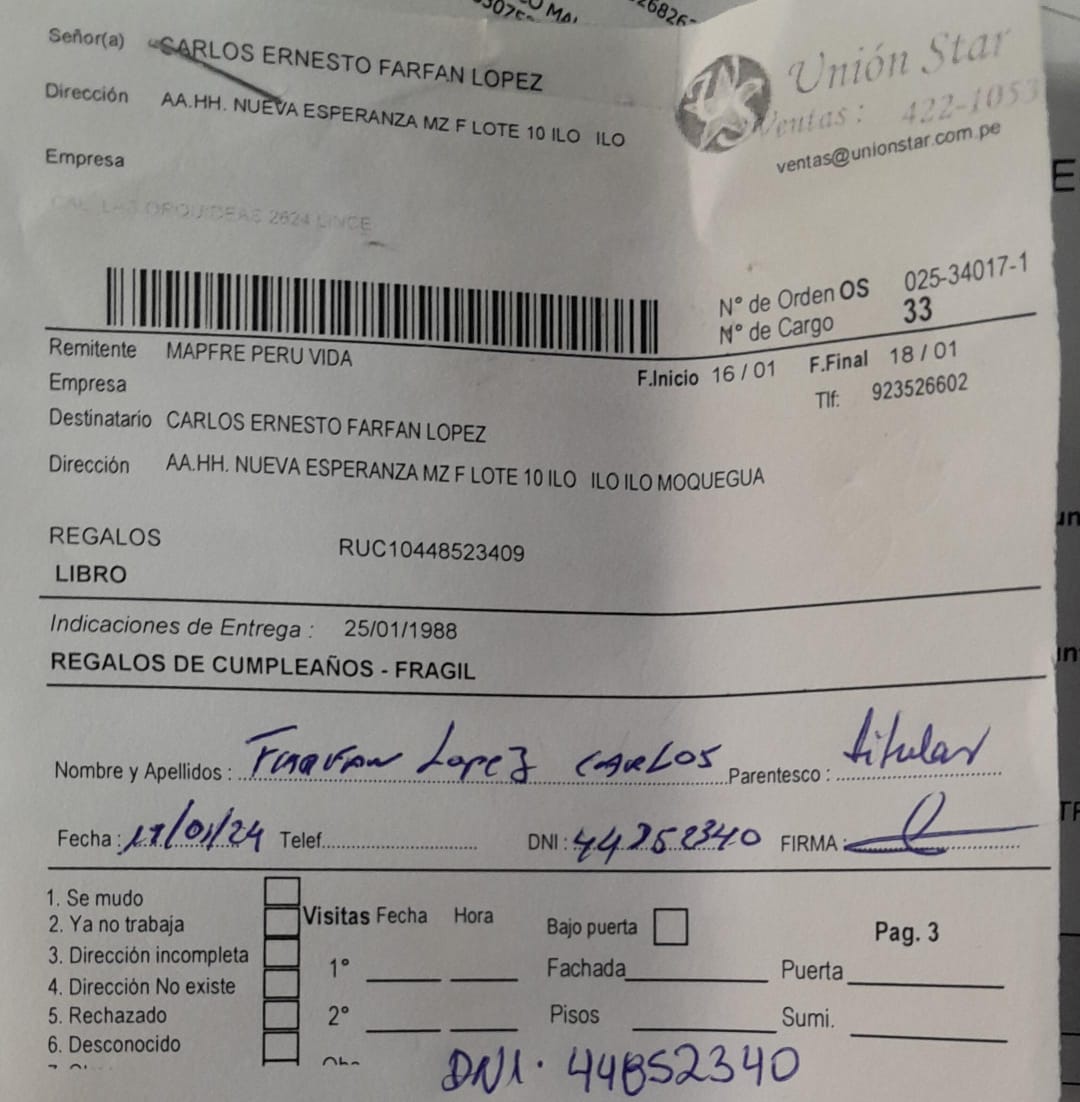 Señor(a) CARLOS ERNESTO FARFAN LOPEZ
Dirección AA.HH. NUEVA ESPERANZA MZ F LOTE 10 ILO ILO
Empresa
CAL. LAS ORQUIDEAS 2624 LINCE
Unión Star
Ventas: 422-1053
ventas@unionstar.com.pe
N° de Orden OS 025-34017-1
N° de Cargo 33
Remitente MAPFRE PERU VIDA
F.Inicio 16 / 01 F.Final 18 / 01
Empresa
Tlf: 923526602
Destinatario CARLOS ERNESTO FARFAN LOPEZ
Dirección AA.HH. NUEVA ESPERANZA MZ F LOTE 10 ILO ILO ILO MOQUEGUA
REGALOS RUC10448523409
LIBRO
Indicaciones de Entrega : 25/01/1988
REGALOS DE CUMPLEAÑOS - FRAGIL
Nombre y Apellidos : FARFAN Lopez CARLOS Parentesco : titular
Fecha : 17/01/24 Telef. DNI : 44252340 FIRMA :
1. Se mudo
2. Ya no trabaja
3. Dirección incompleta
4. Dirección No existe
5. Rechazado
6. Desconocido
Visitas Fecha Hora
1°
2°
Bajo puerta
Fachada
Pisos
Pag. 3
Puerta
Sumi.
DNI. 44852340